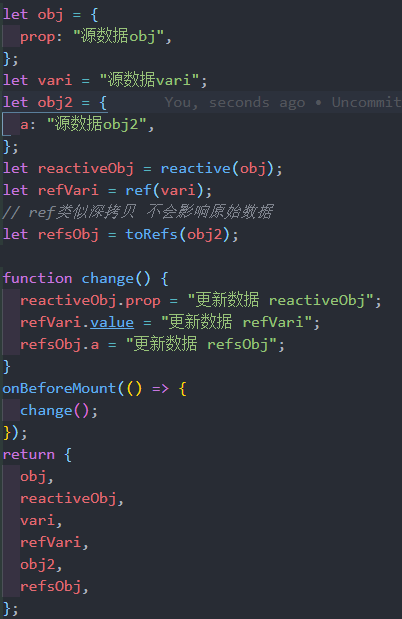 let obj = {
  prop: "源数据obj",
};
let vari = "源数据vari";
let obj2 = {       You, seconds ago • Uncommit
  a: "源数据obj2",
};
let reactiveObj = reactive(obj);
let refVari = ref(vari);
// ref类似深拷贝 不会影响原始数据
let refsObj = toRefs(obj2);

function change() {
  reactiveObj.prop = "更新数据 reactiveObj";
  refVari.value = "更新数据 refVari";
  refsObj.a = "更新数据 refsObj";
}
onBeforeMount(() => {
  change();
});
return {
  obj,
  reactiveObj,
  vari,
  refVari,
  obj2,
  refsObj,
};